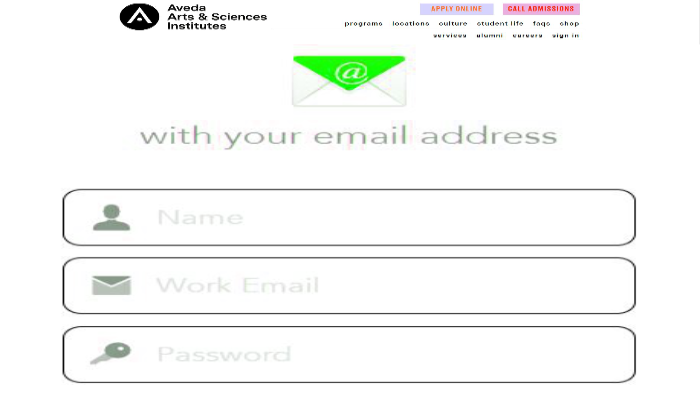 Aveda
Arts & Sciences
Institutes
APPLY ONLINE
CALL ADMISSIONS
programs locations culture student life faqs shop
services alumni careers sign in
@
with your email address
Name
Work Email
Password